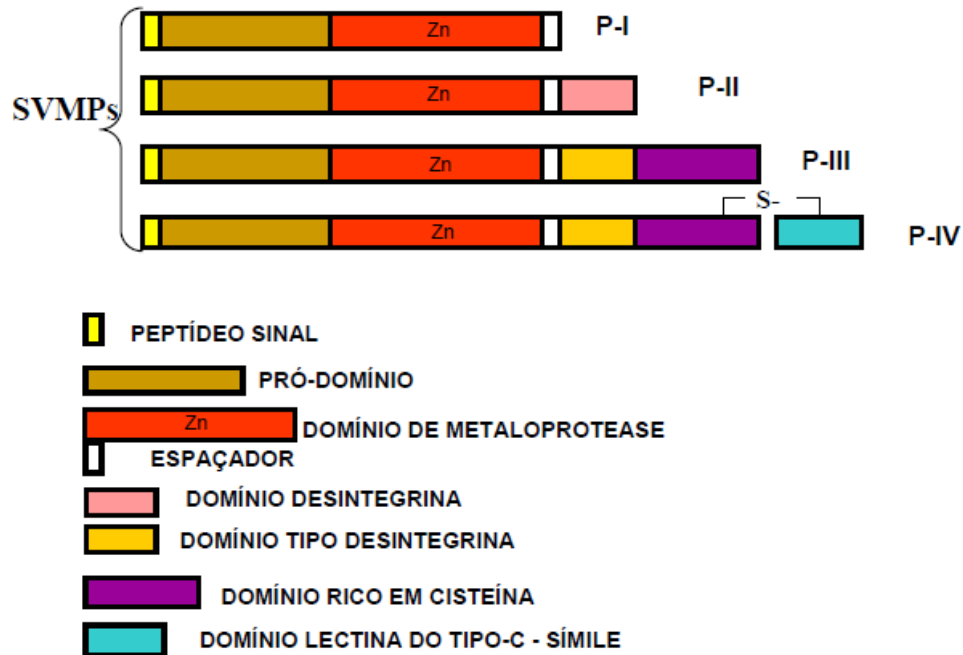 Zn P-I
Zn P-II
SVMPs
Zn P-III
S-
Zn P-IV
PEPTÍDEO SINAL
PRÓ-DOMÍNIO
Zn DOMÍNIO DE METALOPROTEASE
ESPAÇADOR
DOMÍNIO DESINTEGRINA
DOMÍNIO TIPO DESINTEGRINA
DOMÍNIO RICO EM CISTEÍNA
DOMÍNIO LECTINA DO TIPO-C - SÍMILE